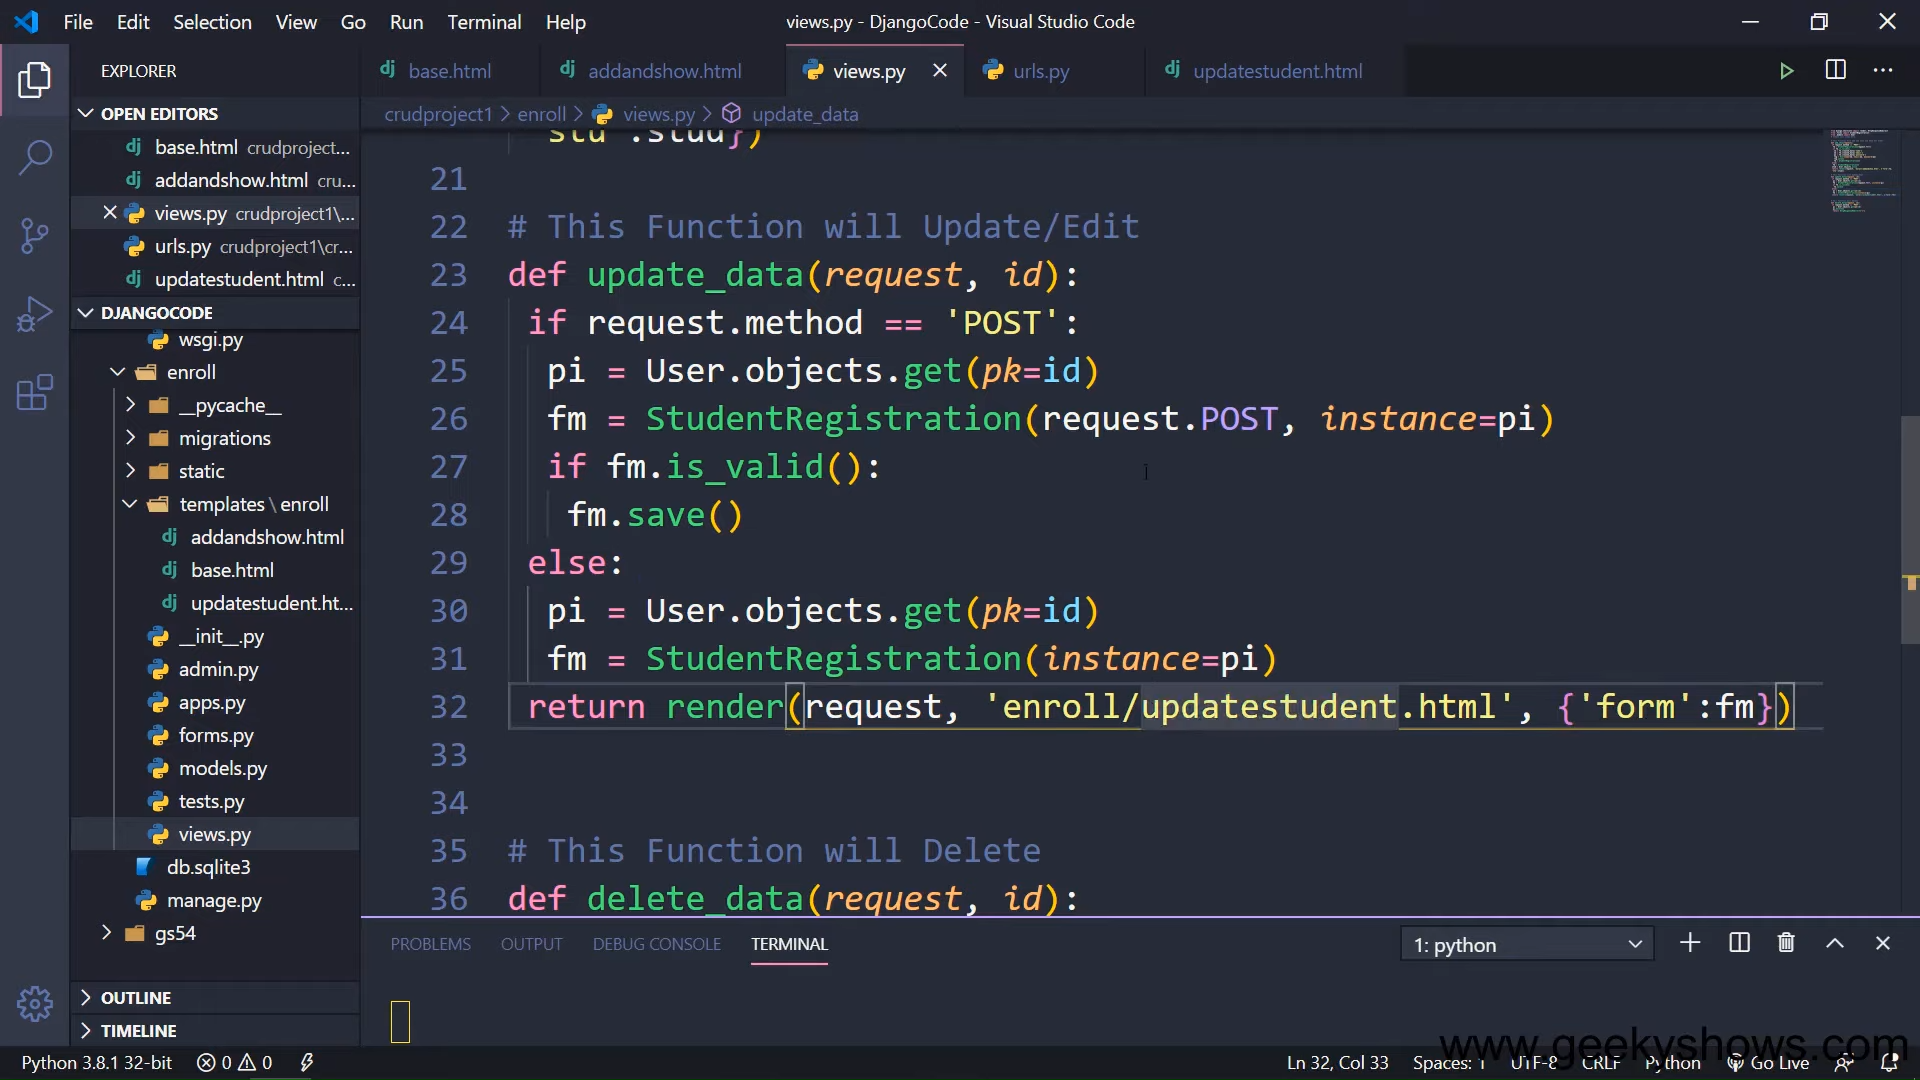 File Edit Selection View Go Run Terminal Help
views.py - DjangoCode - Visual Studio Code
EXPLORER
base.html
addandshow.html
views.py
urls.py
updatestudent.html
OPEN EDITORS
base.html crudproject...
addandshow.html cru...
views.py crudproject1\...
urls.py crudproject1\cr...
updatestudent.html c...
DJANGOCODE
wsgi.py
enroll
__pycache__
migrations
static
templates\enroll
addandshow.html
base.html
updatestudent.ht...
__init__.py
admin.py
apps.py
forms.py
models.py
tests.py
views.py
db.sqlite3
manage.py
gs54
OUTLINE
TIMELINE
crudproject1 > enroll > views.py > update_data
21
22 # This Function will Update/Edit
23 def update_data(request, id):
24 if request.method == 'POST':
25 pi = User.objects.get(pk=id)
26 fm = StudentRegistration(request.POST, instance=pi)
27 if fm.is_valid():
28 fm.save()
29 else:
30 pi = User.objects.get(pk=id)
31 fm = StudentRegistration(instance=pi)
32 return render(request, 'enroll/updatestudent.html', {'form':fm})
33
34
35 # This Function will Delete
36 def delete_data(request, id):
PROBLEMS OUTPUT DEBUG CONSOLE TERMINAL
1: python
www.geekyshows.com
Python 3.8.1 32-bit 0 0
Ln 32, Col 33 Spaces: 1 UTF-8 CRLF Python Go Live